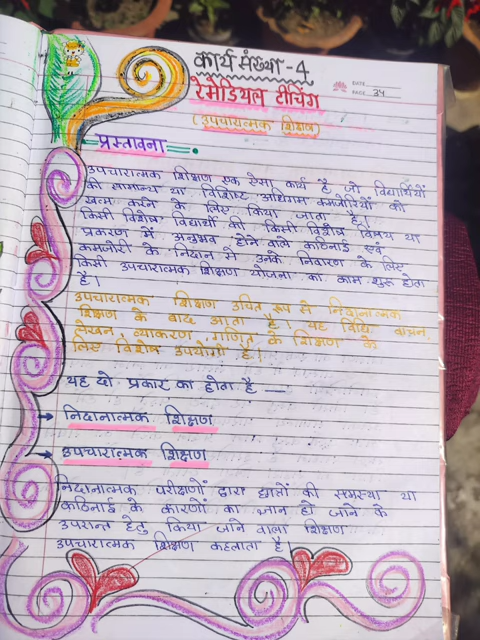 कार्य संख्या - 4
DATE
PAGE 34
रेमेडियल टीचिंग
(उपचारात्मक शिक्षण)
प्रस्तावना
उपचारात्मक शिक्षण एक ऐसा कार्य है जो विद्यार्थियों
की सामान्य या विशिष्ट अधिगम कमजोरियों को
खत्म करने के लिए किया जाता है।
किसी विशेष विद्यार्थी को किसी विशेष विषय या
प्रकरण में अनुभव होने वाले कठिनाई एवं
कमजोरी के निदान से उनके निवारण के लिए
किसी उपचारात्मक शिक्षण योजना का काम शुरू होता
है।
उपचारात्मक शिक्षण उचित रूप से निदानात्मक
शिक्षण के बाद आता है। यह विधि वाचन,
लेखन, व्याकरण, गणित के शिक्षण के
लिए विशेष उपयोगी है।
यह दो प्रकार का होता है —
→ निदानात्मक शिक्षण
→ उपचारात्मक शिक्षण
निदानात्मक परीक्षणों द्वारा छात्रों की समस्या या
कठिनाई के कारणों का ज्ञान हो जाने के
उपरान्त हेतु किया जाने वाला शिक्षण
उपचारात्मक शिक्षण कहलाता है।